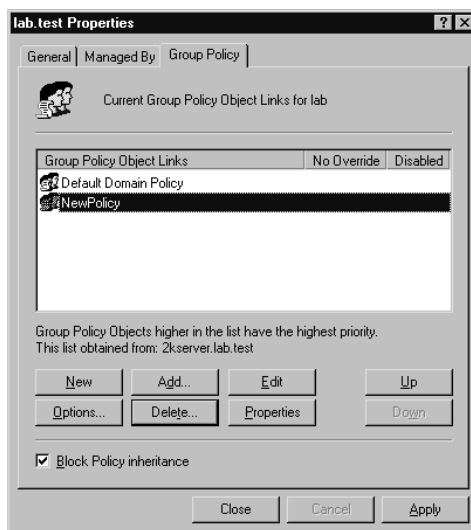 lab.test Properties
General Managed By Group Policy
Current Group Policy Object Links for lab
Group Policy Object Links No Override Disabled
Default Domain Policy
NewPolicy
Group Policy Objects higher in the list have the highest priority.
This list obtained from: 2kserver.lab.test
New Add... Edit Up
Options... Delete... Properties Down
Block Policy inheritance
Close Cancel Apply